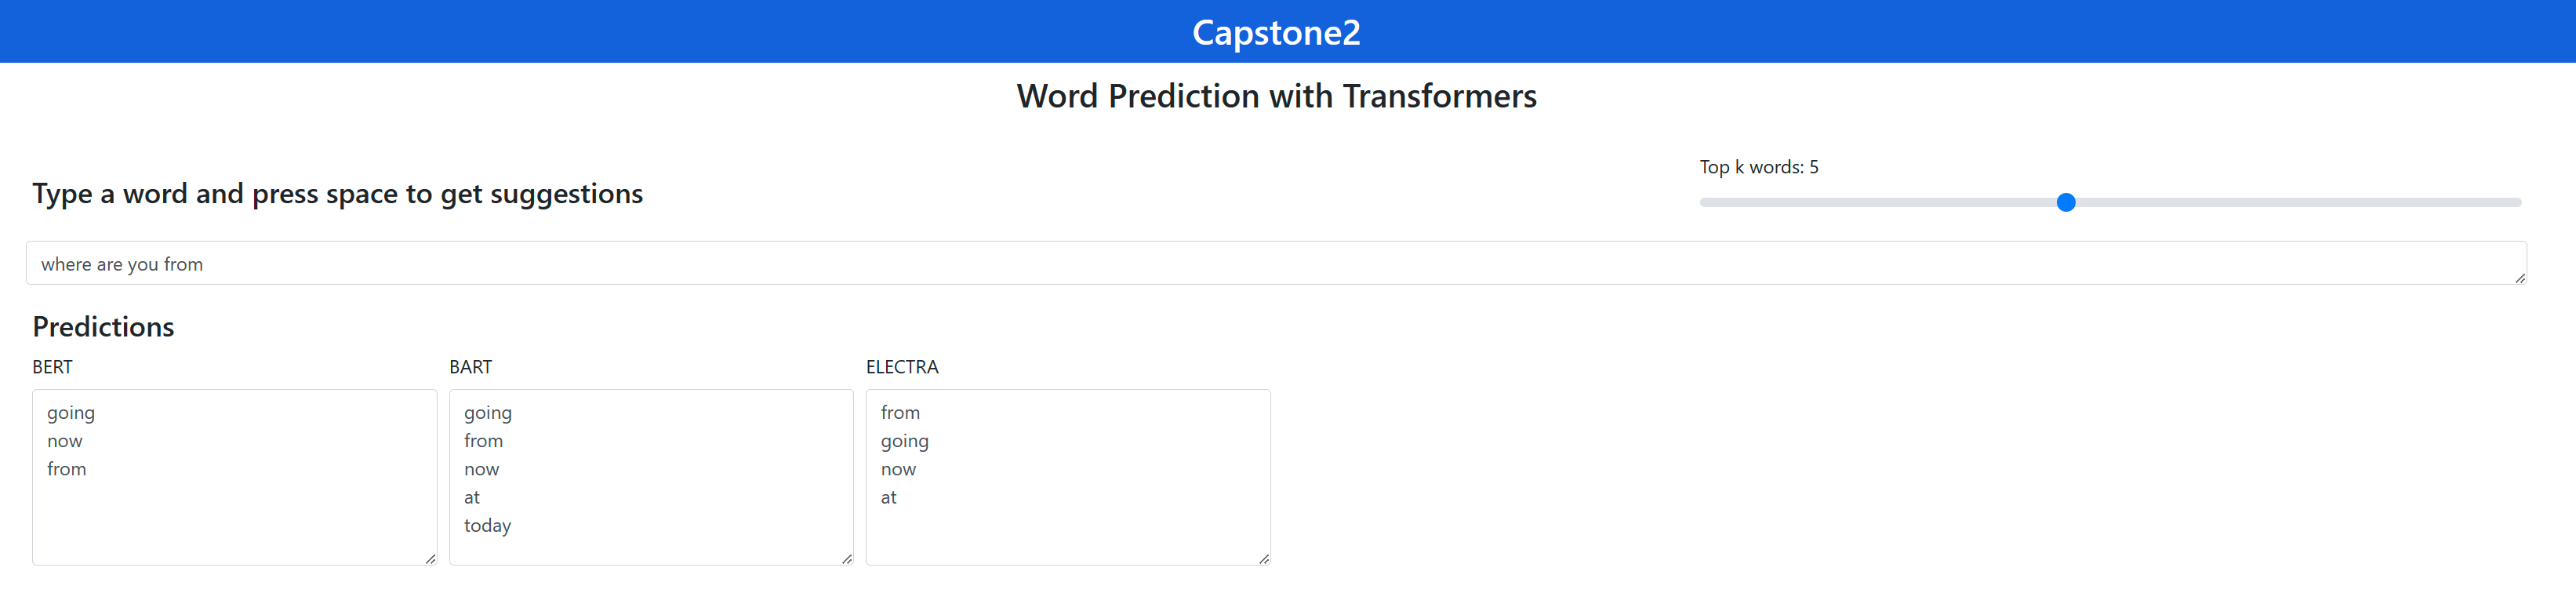 Capstone2
Word Prediction with Transformers
Top k words: 5
Type a word and press space to get suggestions
where are you from
Predictions
BERT
going
now
from
BART
going
from
now
at
today
ELECTRA
from
going
now
at